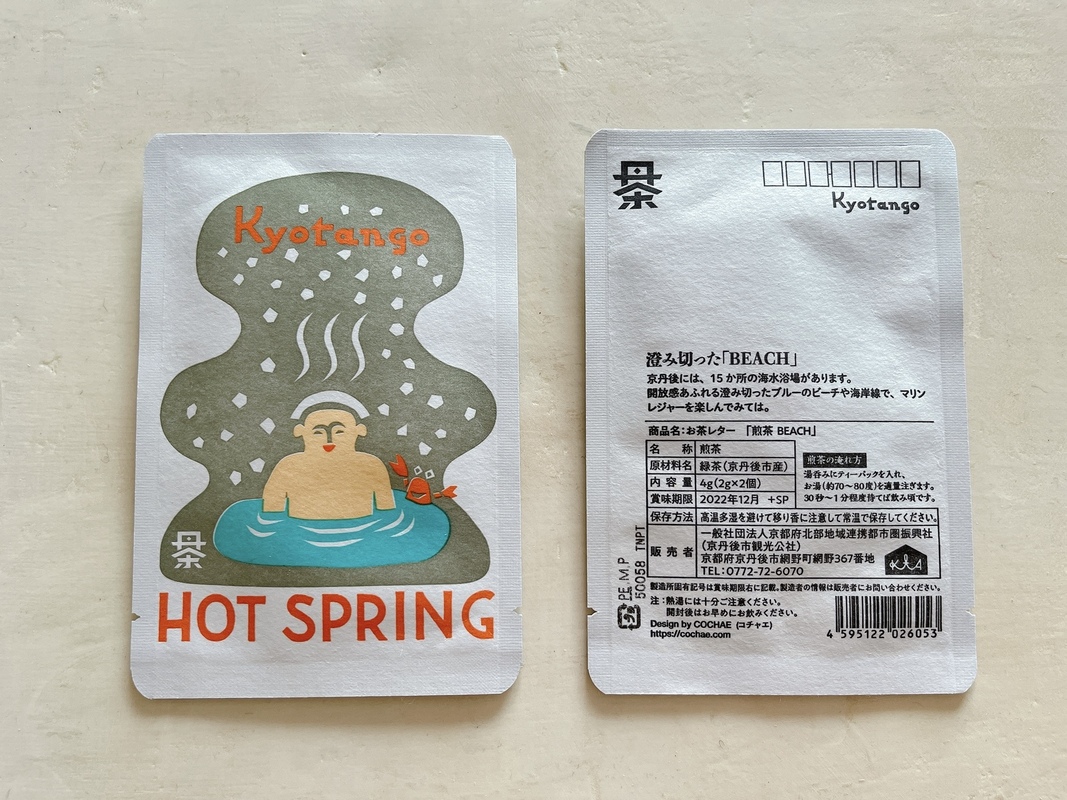 Kyotango
丹茶
HOT SPRING
丹茶
Kyotango
澄み切った「BEACH」
京丹後には、15か所の海水浴場があります。
開放感あふれる澄み切ったブルーのビーチや海岸線で、マリン
レジャーを楽しんでみては。
商品名：お茶レター 「煎茶 BEACH」
名 称 煎茶
原材料名 緑茶（京丹後市産）
内 容 量 4g（2g×2個）
賞味期限 2022年12月 +SP
煎茶の淹れ方
湯呑みにティーパックを入れ、
お湯（約70〜80度）を適量注ぎます。
30秒〜1分程度待てば飲み頃です。
保存方法 高温多湿を避けて移り香に注意して常温で保存してください。
販 売 者 一般社団法人京都府北部地域連携都市圏振興社
（京丹後市観光公社）
京都府京丹後市網野町網野367番地
TEL：0772-72-6070
製造所固有記号は賞味期限右に記載。製造者の情報は販売者にお問い合わせください。
注：熱湯には十分ご注意ください。
開封後はお早めにお飲みください。
Design by COCHAE（コチャエ）
https://cochae.com
4 595122 026053
プラ
PE、M、P
50058 TNPT